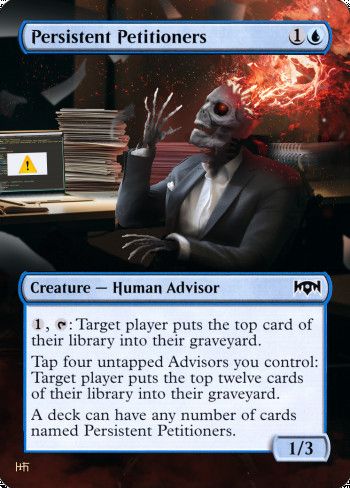 Persistent Petitioners 1
Creature — Human Advisor
1, : Target player puts the top card of
their library into their graveyard.
Tap four untapped Advisors you control:
Target player puts the top twelve cards
of their library into their graveyard.
A deck can have any number of cards
named Persistent Petitioners.
1/3